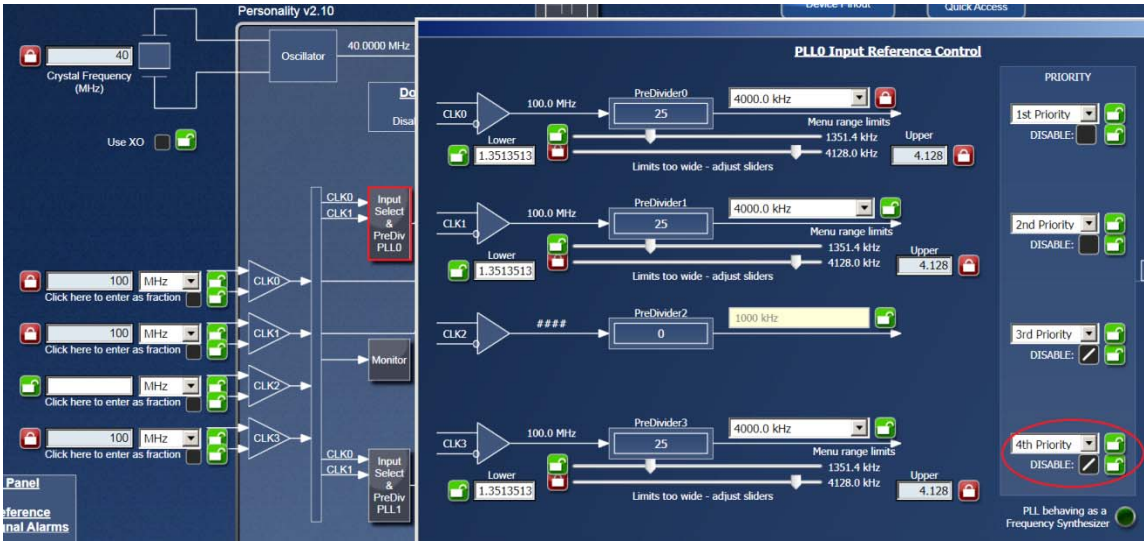 Personality v2.10
Device Pinout
Quick Access
40
Crystal Frequency
(MHz)
Use XO
Oscillator
40.0000 MHz
Do
Disa
CLK0
CLK1
Input
Select
&
PreDiv
PLL0
100 MHz
Click here to enter as fraction
CLK0
100 MHz
Click here to enter as fraction
CLK1
MHz
Click here to enter as fraction
CLK2
100 MHz
Click here to enter as fraction
CLK3
Monitor
CLK0
CLK1
Input
Select
&
PreDiv
PLL1
Panel
eference
gnal Alarms
PLL0 Input Reference Control
CLK0
100.0 MHz
PreDivider0
25
4000.0 kHz
Menu range limits
Lower
1.3513513
1351.4 kHz
4128.0 kHz
Upper
4.128
Limits too wide - adjust sliders
CLK1
100.0 MHz
PreDivider1
25
4000.0 kHz
Menu range limits
Lower
1.3513513
1351.4 kHz
4128.0 kHz
Upper
4.128
Limits too wide - adjust sliders
CLK2
####
PreDivider2
0
1000 kHz
CLK3
100.0 MHz
PreDivider3
25
4000.0 kHz
Menu range limits
Lower
1.3513513
1351.4 kHz
4128.0 kHz
Upper
4.128
Limits too wide - adjust sliders
PRIORITY
1st Priority
DISABLE:
2nd Priority
DISABLE:
3rd Priority
DISABLE:
4th Priority
DISABLE:
PLL behaving as a
Frequency Synthesizer